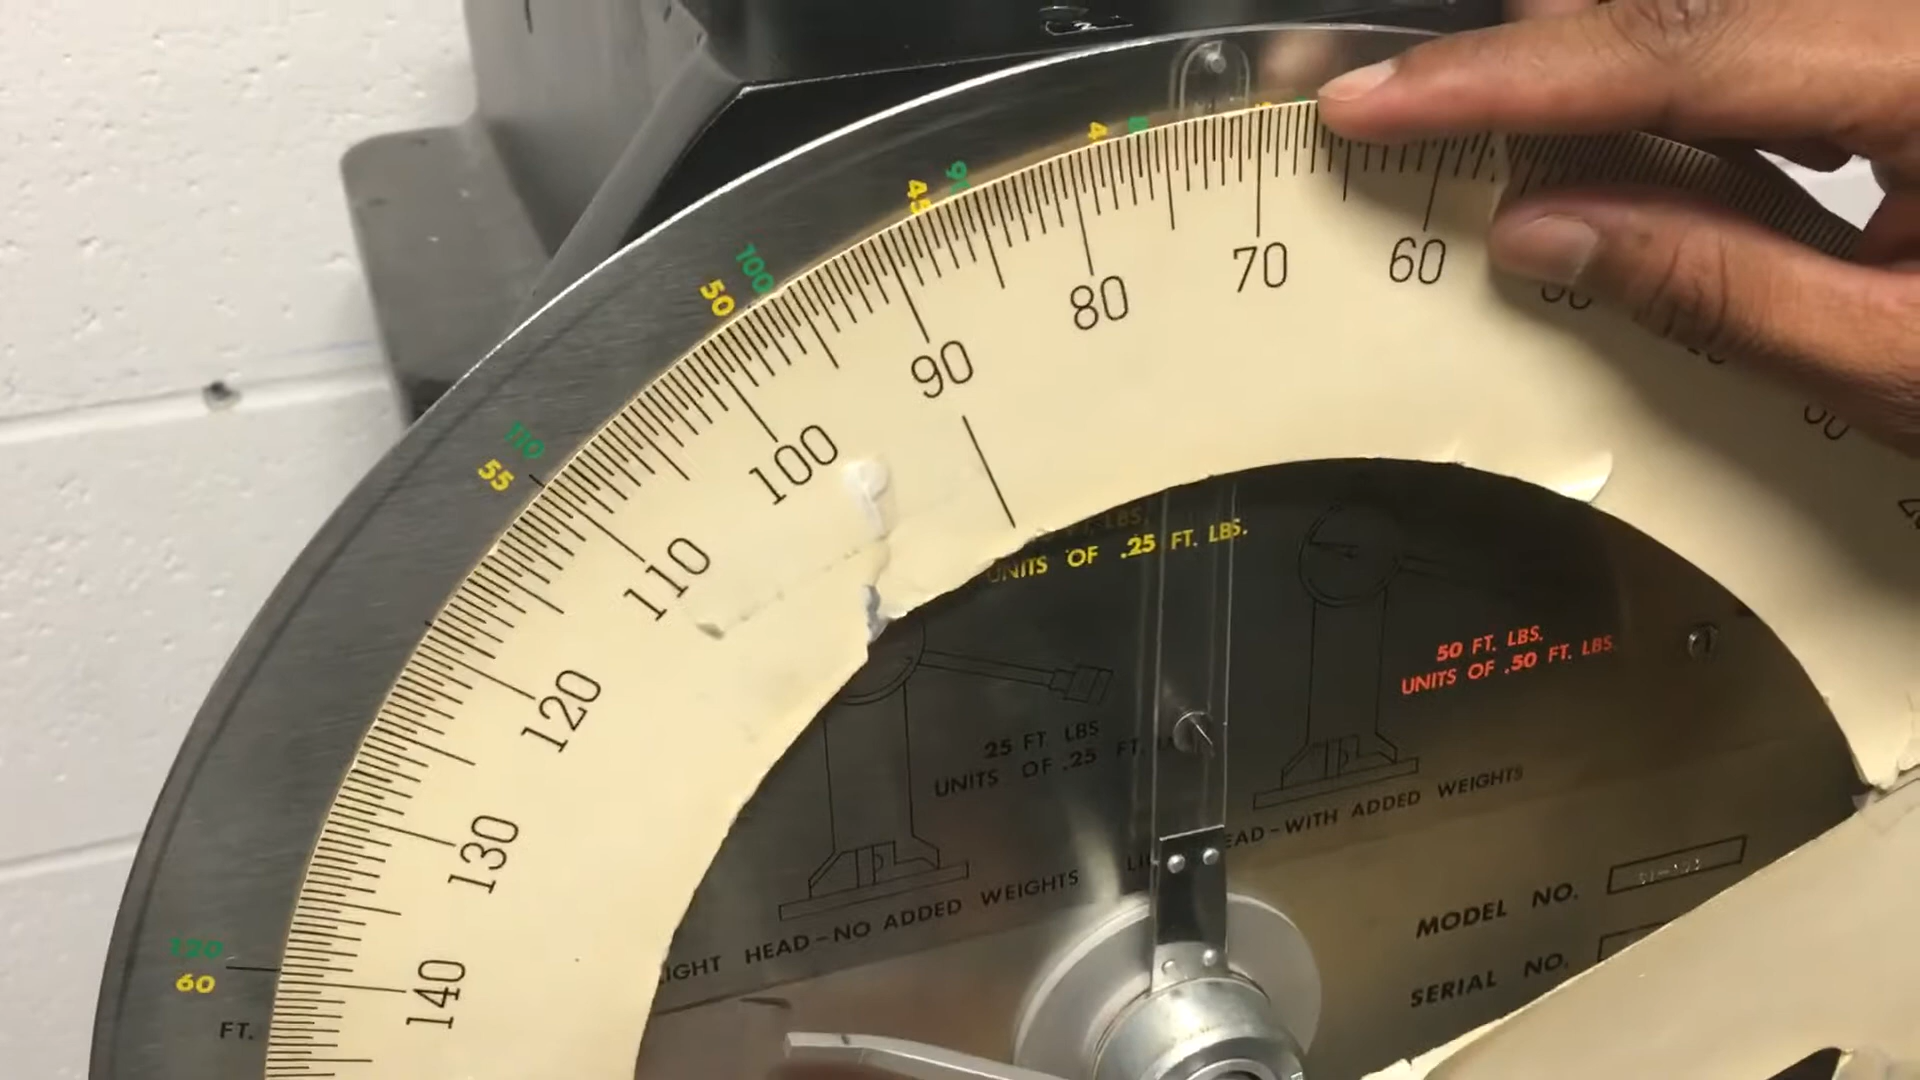 100
50
110
55
120
60
FT.
45
60
70
80
90
100
110
120
130
140
UNITS OF .25 FT. LBS.
50 FT. LBS.
UNITS OF .50 FT. LBS.
25 FT LBS
UNITS OF .25 FT.
HEAD-NO ADDED WEIGHTS
EAD-WITH ADDED WEIGHTS
MODEL NO.
SERIAL NO.